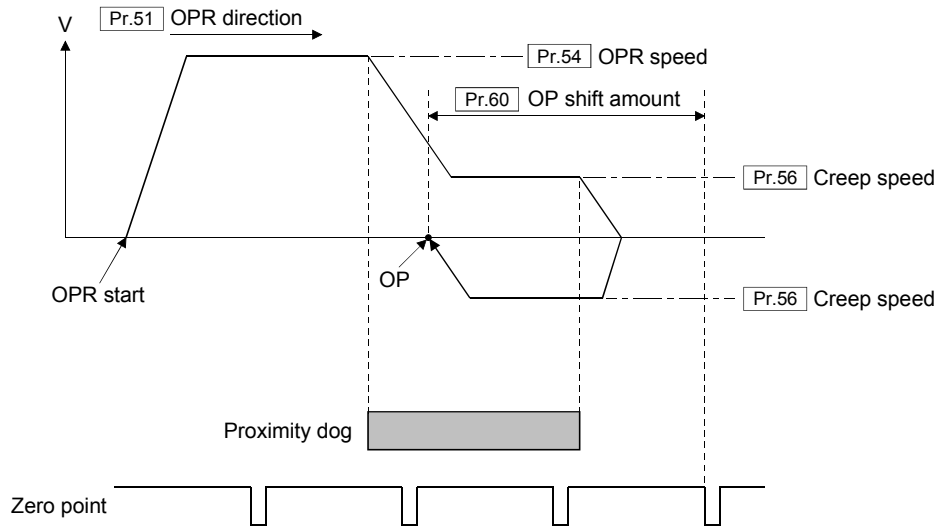 Pr.51 OPR direction
V
Pr.54 OPR speed
Pr.60 OP shift amount
Pr.56 Creep speed
OPR start
OP
Pr.56 Creep speed
Proximity dog
Zero point